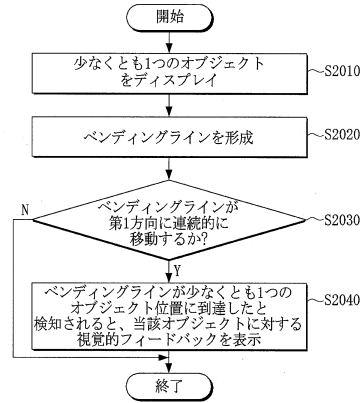 開始
少なくとも1つのオブジェクト
をディスプレイ
S2010
ベンディングラインを形成
S2020
ベンディングラインが
第1方向に連続的に
移動するか?
S2030
N
Y
ベンディングラインが少なくとも1つの
オブジェクト位置に到達したと
検知されると、当該オブジェクトに対する
視覚的フィードバックを表示
S2040
終了